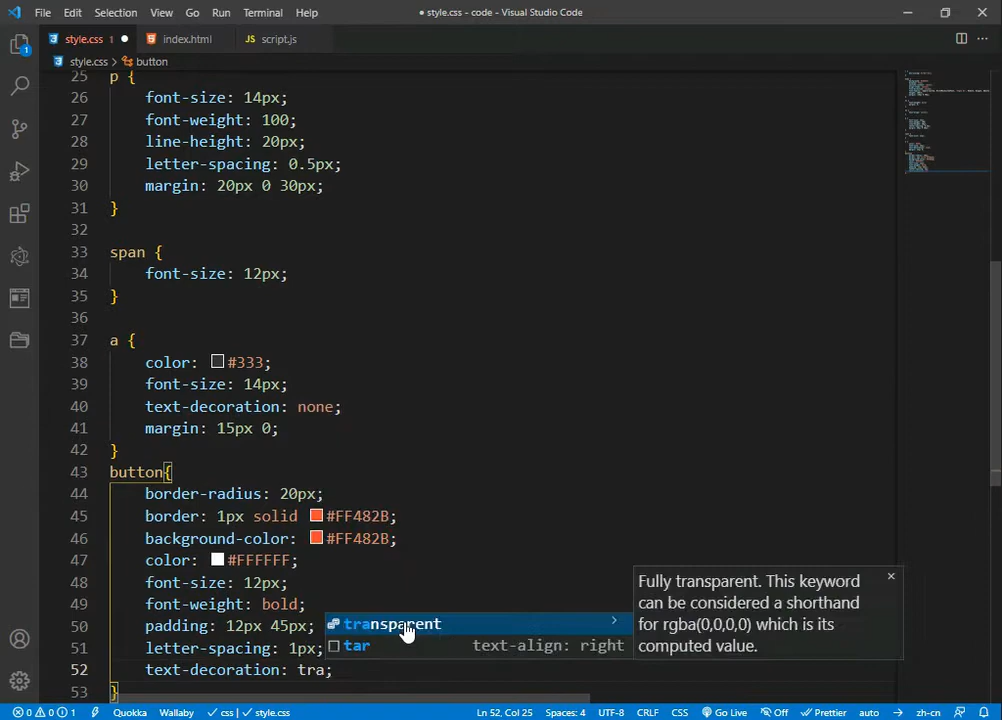 File Edit Selection View Go Run Terminal Help ● style.css - code - Visual Studio Code
style.css 1 ● index.html JS script.js ···
style.css > button
1
25 p {
26 font-size: 14px;
27 font-weight: 100;
28 line-height: 20px;
29 letter-spacing: 0.5px;
30 margin: 20px 0 30px;
31 }
32
33 span {
34 font-size: 12px;
35 }
36
37 a {
38 color: #333;
39 font-size: 14px;
40 text-decoration: none;
41 margin: 15px 0;
42 }
43 button{
44 border-radius: 20px;
45 border: 1px solid #FF482B;
46 background-color: #FF482B;
47 color: #FFFFFF;
48 font-size: 12px;
49 font-weight: bold;
50 padding: 12px 45px;
51 letter-spacing: 1px;
52 text-decoration: tra;
53 }
transparent
tar text-align: right
Fully transparent. This keyword
can be considered a shorthand
for rgba(0,0,0,0) which is its
computed value.
0 0 1 Quokka Wallaby css | style.css Ln 52, Col 25 Spaces: 4 UTF-8 CRLF CSS Go Live Off Prettier auto zh-cn